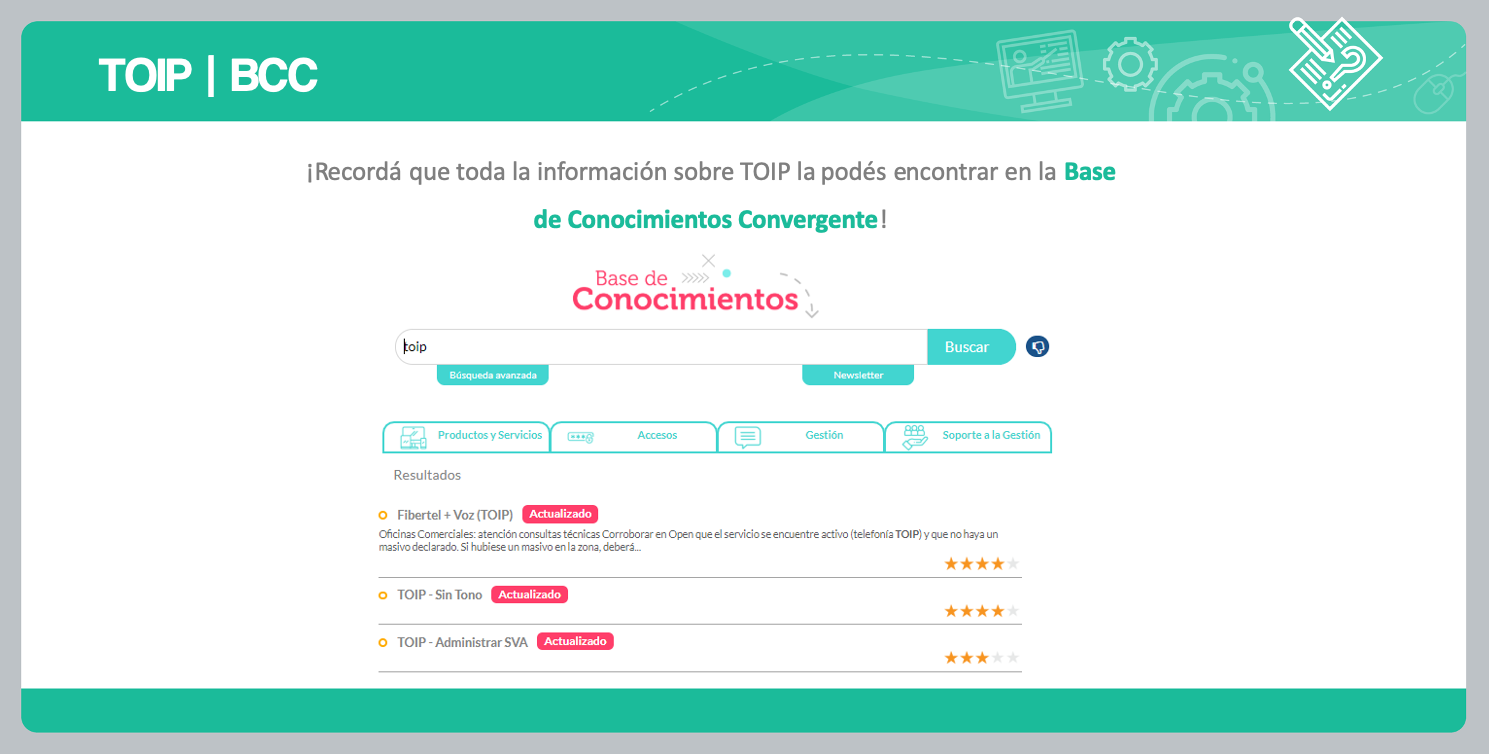 TOIP | BCC
¡Recordá que toda la información sobre TOIP la podés encontrar en la Base
de Conocimientos Convergente!
Base de
Conocimientos
toip
Buscar
Búsqueda avanzada
Newsletter
Productos y Servicios
Accesos
Gestión
Soporte a la Gestión
Resultados
Fibertel + Voz (TOIP) Actualizado
Oficinas Comerciales: atención consultas técnicas Corroborar en Open que el servicio se encuentre activo (telefonía TOIP) y que no haya un
masivo declarado. Si hubiese un masivo en la zona, deberá...
TOIP - Sin Tono Actualizado
TOIP - Administrar SVA Actualizado